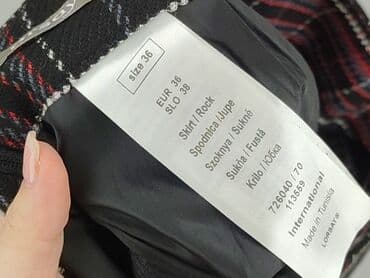 size 36
EUR 36
SLO 38
Skirt / Rock
Spodnica / Jupe
Szoknya / Sukně
Sukňa / Fustă
Krilo / Юбка
726040 / 70
113559
International
Made in Tunisia
LORSAY®